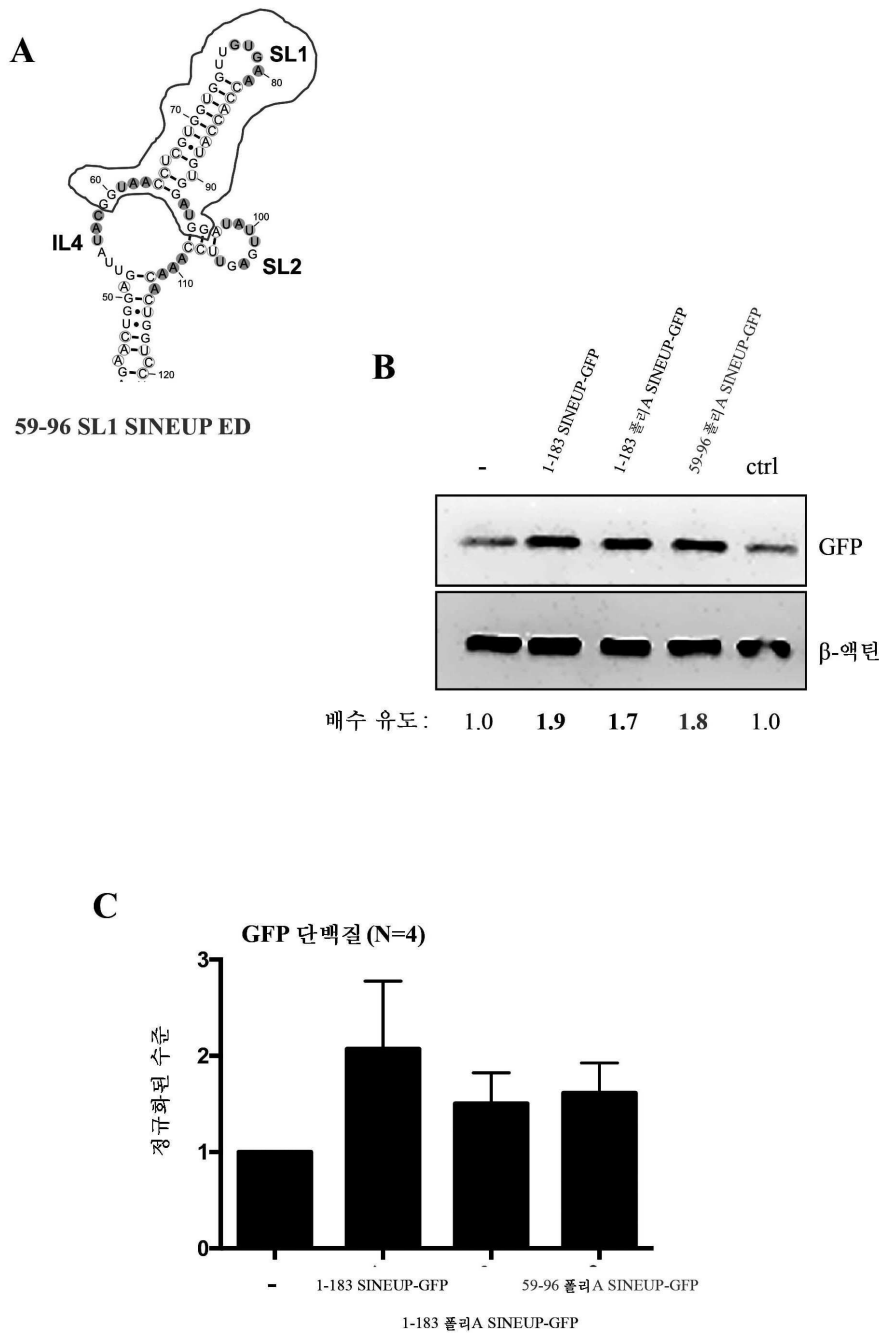 A
SL1
80
70
90
60
IL4
100
SL2
50
110
120
59-96 SL1 SINEUP ED
B
-
1-183 SINEUP-GFP
1-183 폴리A SINEUP-GFP
59-96 폴리A SINEUP-GFP
ctrl
GFP
β-액틴
배수 유도: 1.0 1.9 1.7 1.8 1.0
C
GFP 단백질 (N=4)
정규화된 수준
3
2
1
0
- 1-183 SINEUP-GFP 59-96 폴리A SINEUP-GFP
1-183 폴리A SINEUP-GFP